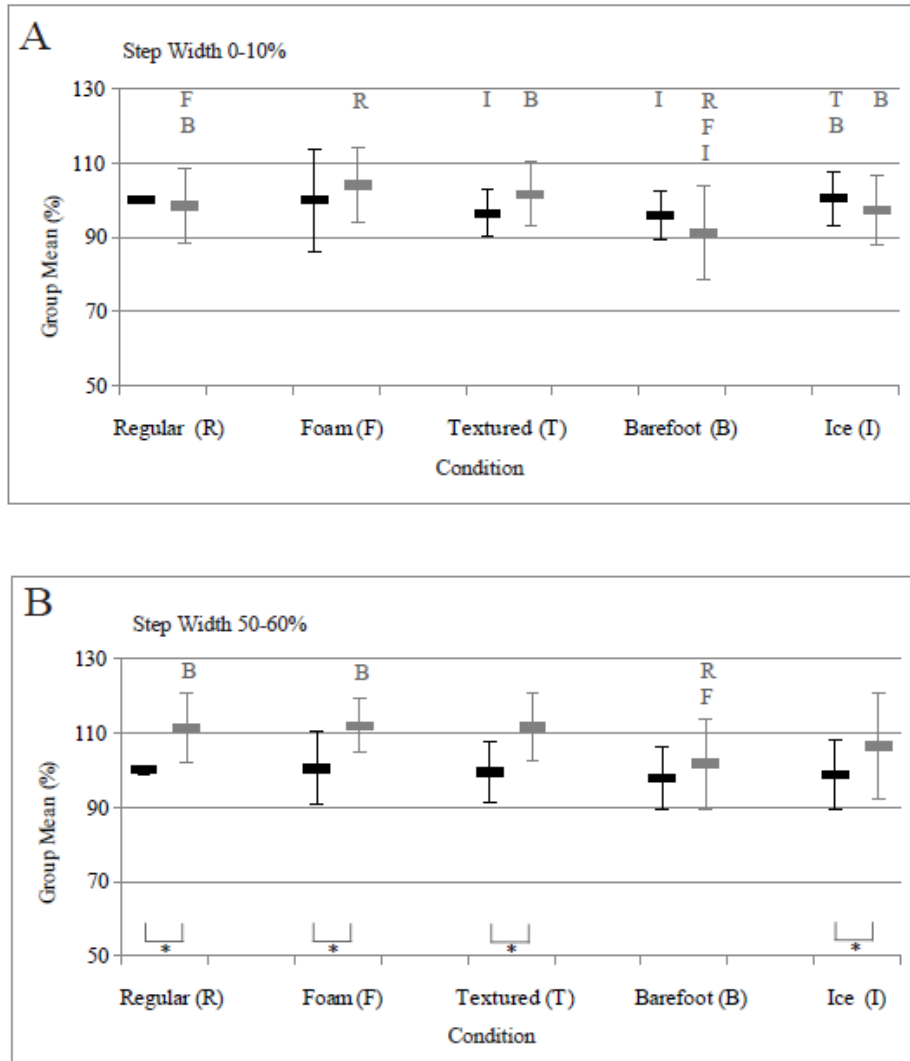 A
Step Width 0-10%
130
F
R
I
B
I
R
T
B
B
F
B
I
110
90
70
50
Group Mean (%)
Regular (R) Foam (F) Textured (T) Barefoot (B) Ice (I)
Condition
B
Step Width 50-60%
130
B
B
R
F
110
90
70
50
Group Mean (%)
* * * *
Regular (R) Foam (F) Textured (T) Barefoot (B) Ice (I)
Condition